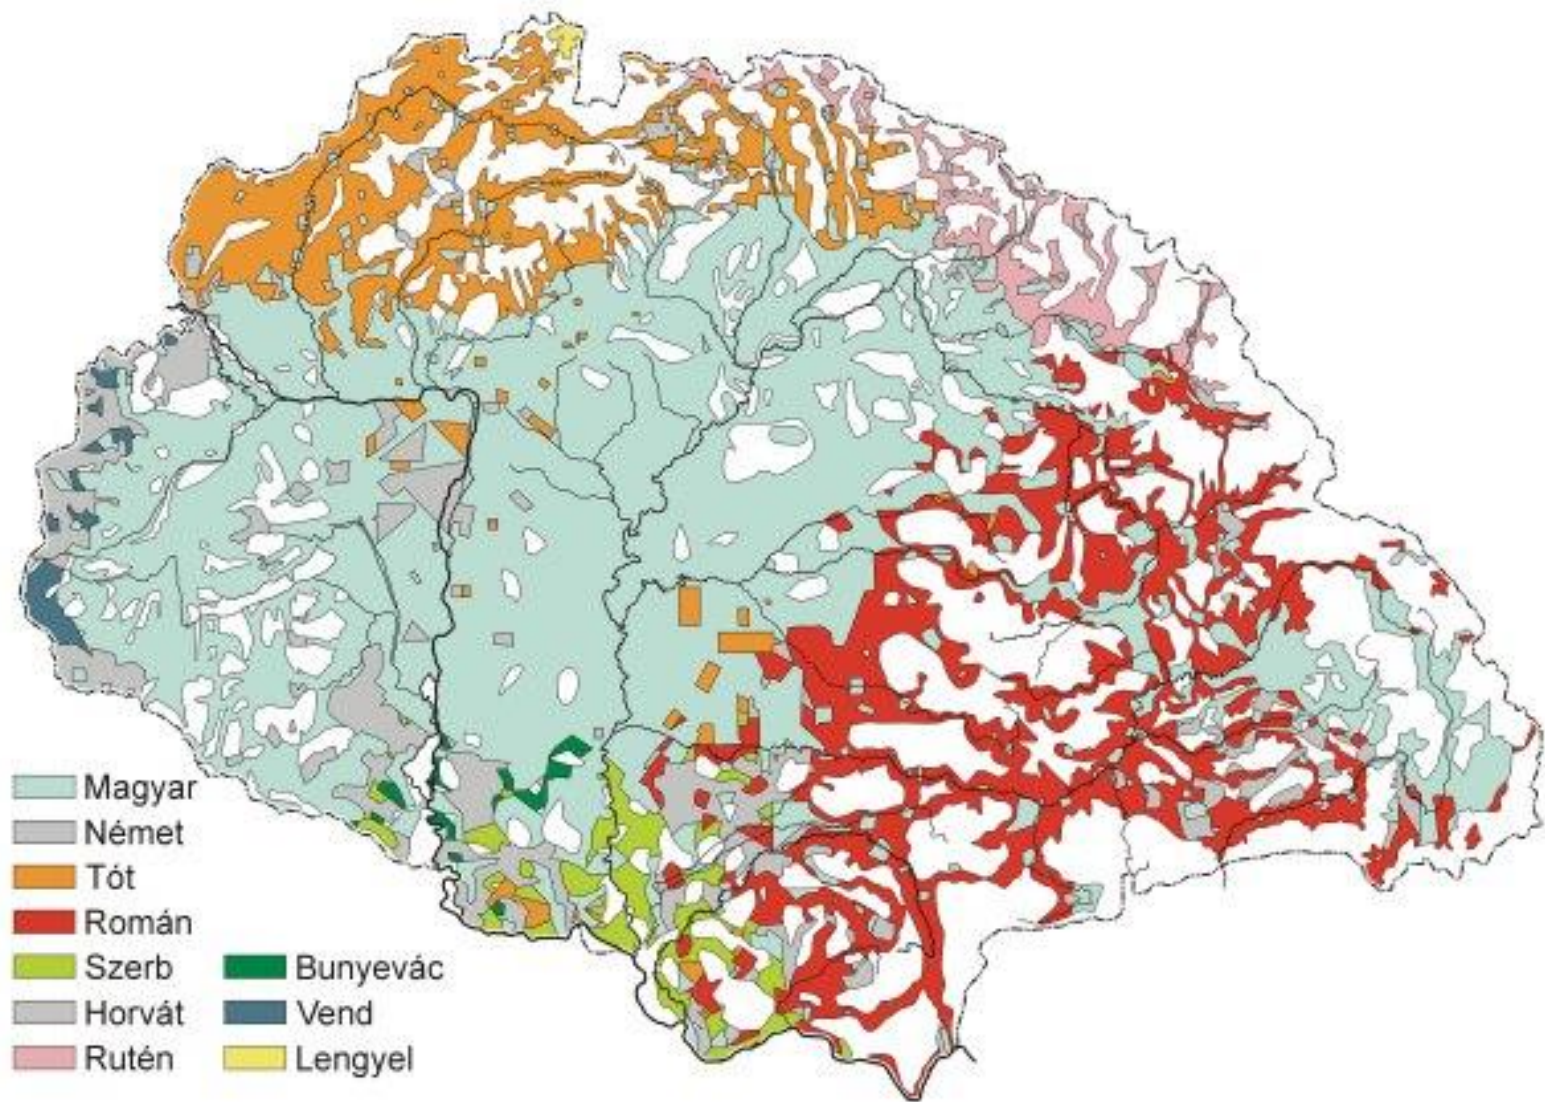 Magyar
Német
Tót
Román
Szerb
Horvát
Rutén
Bunyevác
Vend
Lengyel